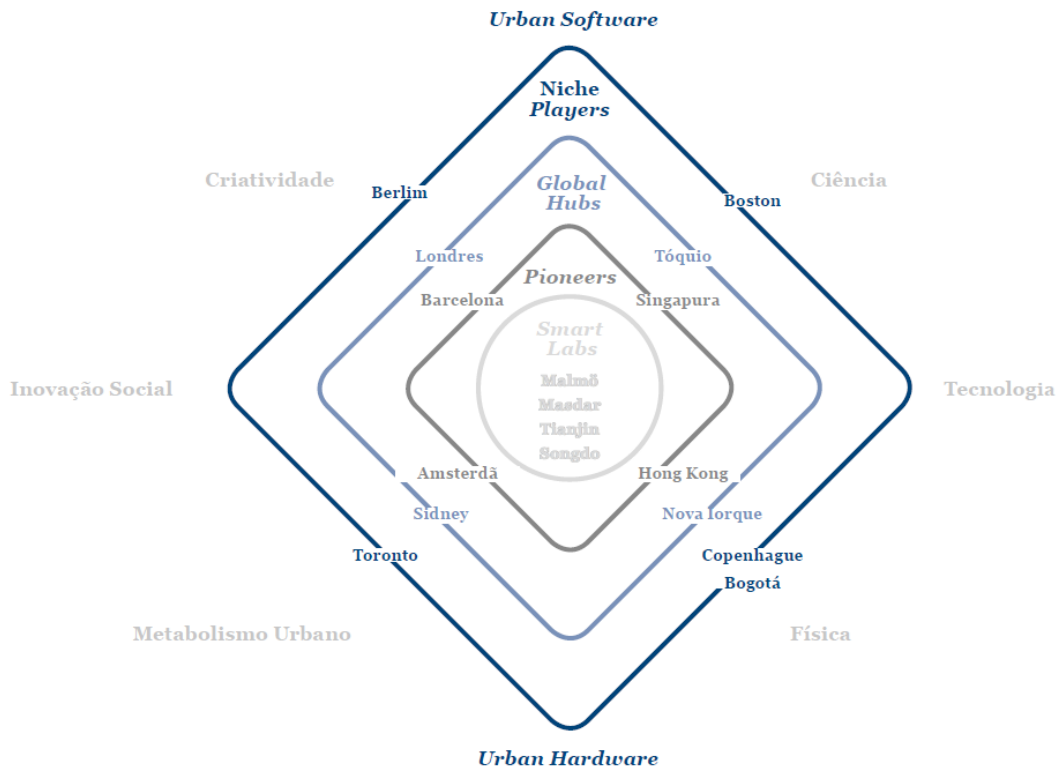 Urban Software
Niche
Players
Criatividade
Ciência
Global
Hubs
Berlim
Boston
Londres
Tóquio
Pioneers
Barcelona
Singapura
Smart
Labs
Malmö
Inovação Social
Tecnologia
Masdar
Tianjin
Songdo
Amsterdã
Hong Kong
Sidney
Nova Iorque
Toronto
Copenhague
Bogotá
Metabolismo Urbano
Física
Urban Hardware